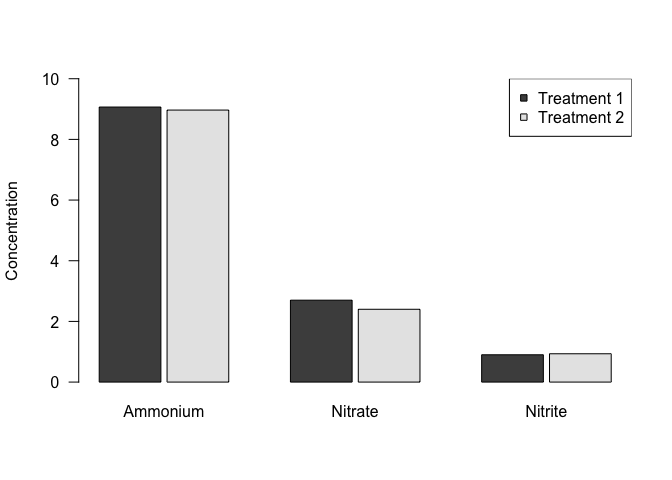 Concentration
10
8
6
4
2
0
Treatment 1
Treatment 2
Ammonium
Nitrate
Nitrite